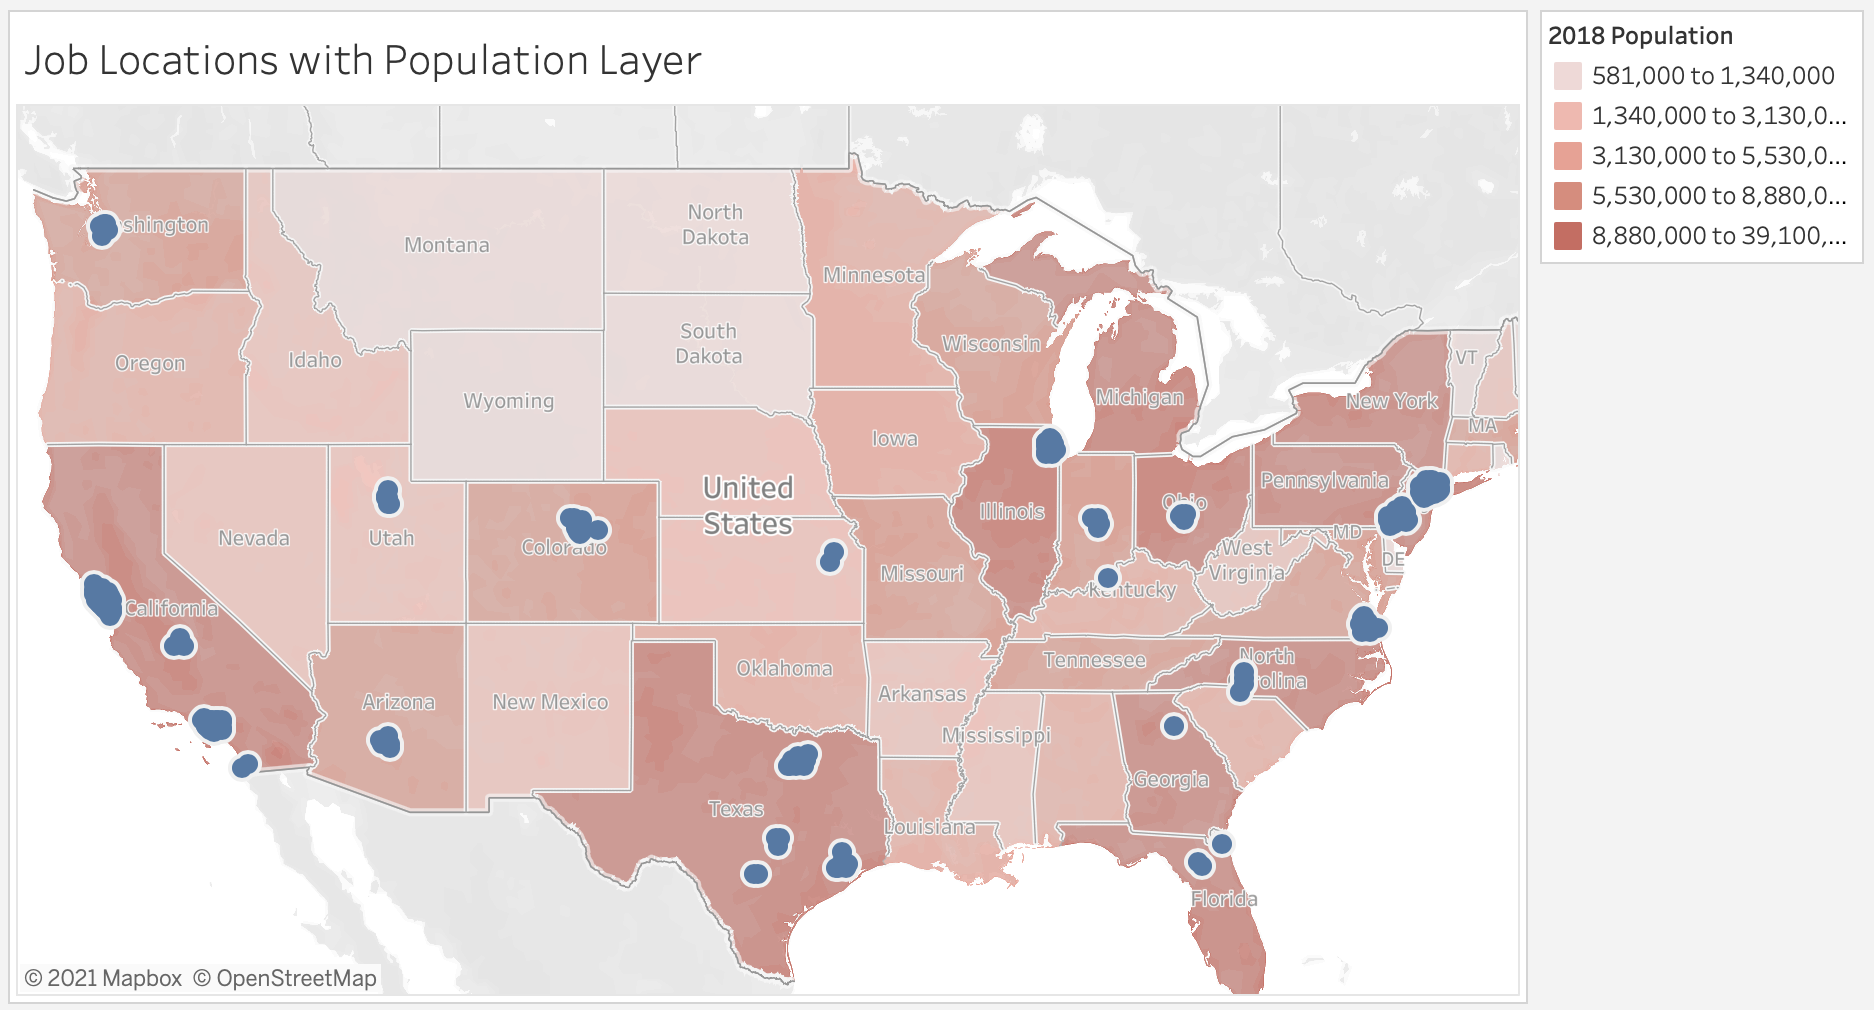 Job Locations with Population Layer
2018 Population
581,000 to 1,340,000
1,340,000 to 3,130,0...
3,130,000 to 5,530,0...
5,530,000 to 8,880,0...
8,880,000 to 39,100,...
shington
Montana
North
Dakota
Minnesota
South
Dakota
Wisconsin
Oregon
Idaho
Wyoming
Michigan
New York
VT
MA
Iowa
United
States
Pennsylvania
Ohio
Illinois
Nevada
Utah
Colorado
MD
DE
West
Virginia
Missouri
Kentucky
California
Oklahoma
Tennessee
North
olina
Arizona
New Mexico
Arkansas
Mississippi
Georgia
Texas
Louisiana
Florida
© 2021 Mapbox © OpenStreetMap